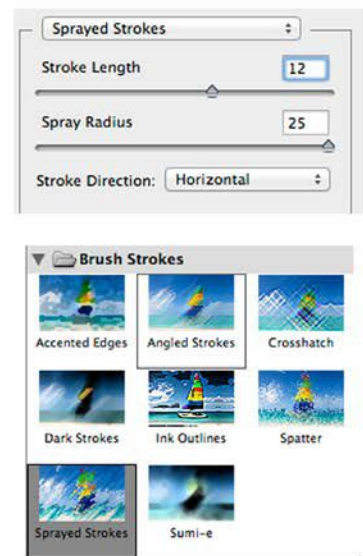 Sprayed Strokes
Stroke Length 12
Spray Radius 25
Stroke Direction: Horizontal
Brush Strokes
Accented Edges Angled Strokes Crosshatch
Dark Strokes Ink Outlines Spatter
Sprayed Strokes Sumi-e